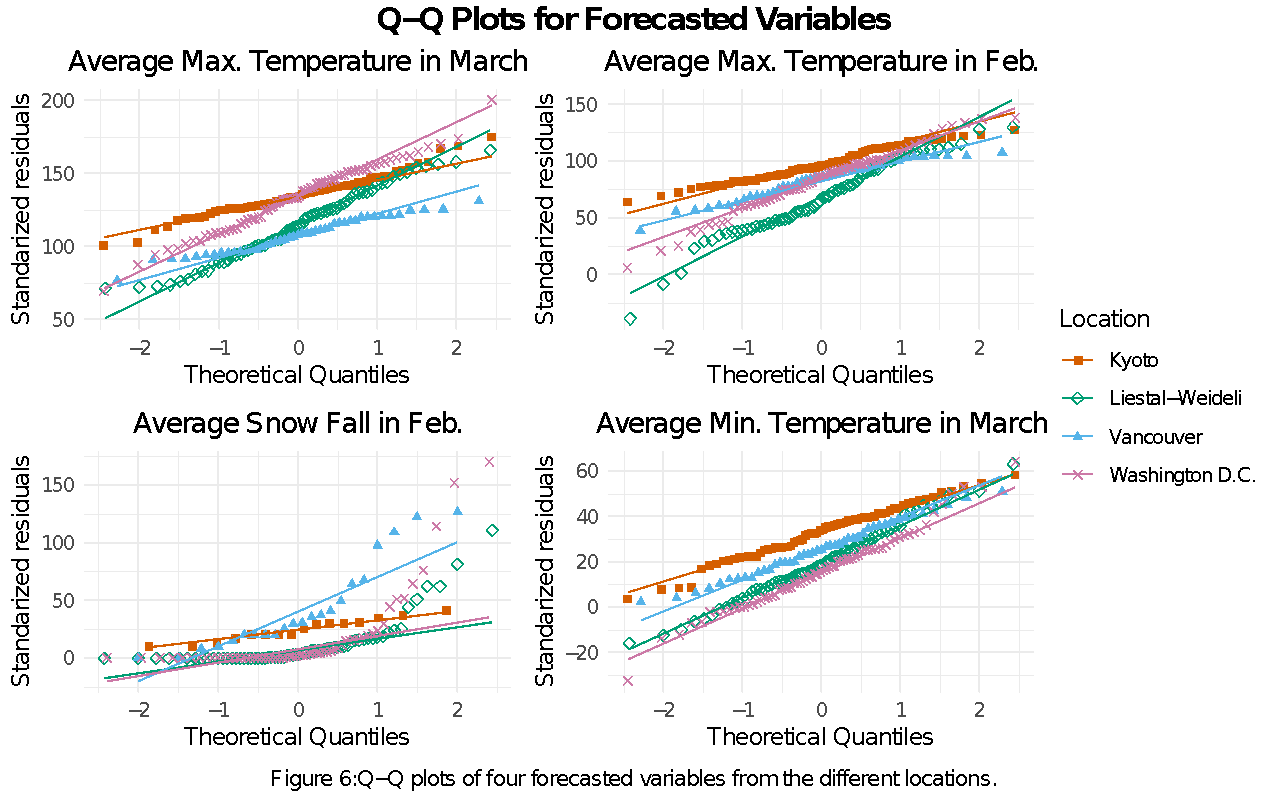 Q–Q Plots for Forecasted Variables
Average Max. Temperature in March
Standarized residuals
200
150
100
50
−2
−1
0
1
2
Theoretical Quantiles
Average Max. Temperature in Feb.
Standarized residuals
150
100
50
0
−2
−1
0
1
2
Theoretical Quantiles
Average Snow Fall in Feb.
Standarized residuals
150
100
50
0
−2
−1
0
1
2
Theoretical Quantiles
Average Min. Temperature in March
Standarized residuals
60
40
20
0
−20
−2
−1
0
1
2
Theoretical Quantiles
Location
Kyoto
Liestal–Weideli
Vancouver
Washington D.C.
Figure 6:Q–Q plots of four forecasted variables from the different locations.